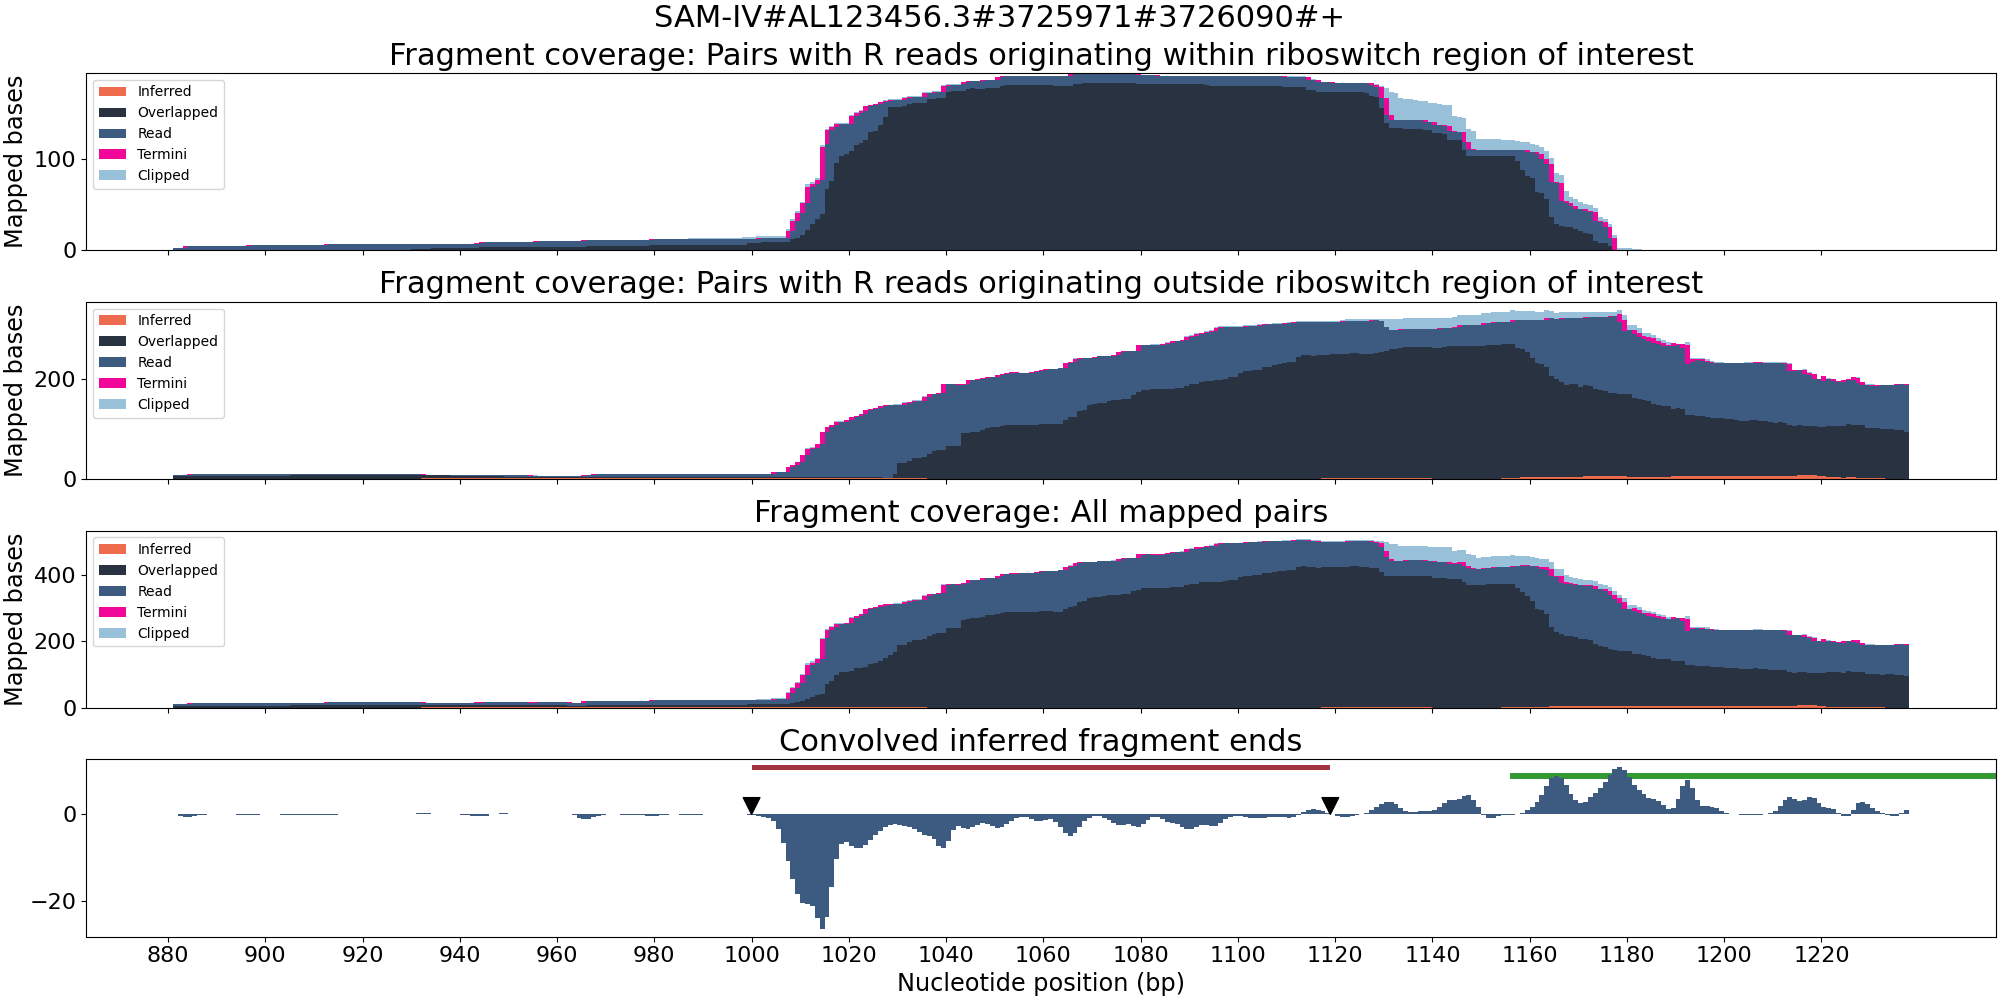 SAM-IV#AL123456.3#3725971#3726090#+
Fragment coverage: Pairs with R reads originating within riboswitch region of interest
Mapped bases
100
0
Inferred
Overlapped
Read
Termini
Clipped
Fragment coverage: Pairs with R reads originating outside riboswitch region of interest
Mapped bases
200
0
Inferred
Overlapped
Read
Termini
Clipped
Fragment coverage: All mapped pairs
Mapped bases
400
200
0
Inferred
Overlapped
Read
Termini
Clipped
Convolved inferred fragment ends
0
−20
880 900 920 940 960 980 1000 1020 1040 1060 1080 1100 1120 1140 1160 1180 1200 1220
Nucleotide position (bp)